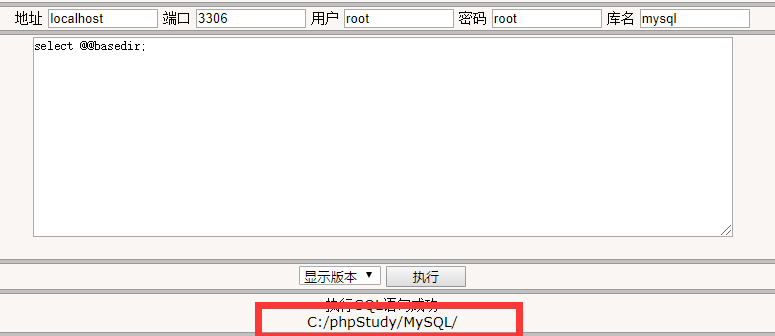 地址 localhost 端口 3306 用户 root 密码 root 库名 mysql
select @@basedir;
显示版本 执行
执行SQL语句成功
C:/phpStudy/MySQL/